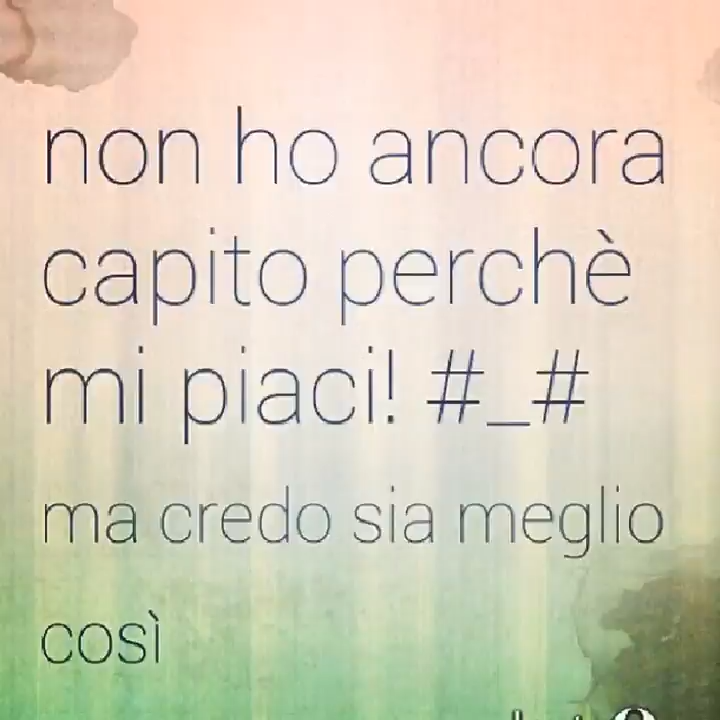 non ho ancora
capito perchè
mi piaci! #_#
ma credo sia meglio
così